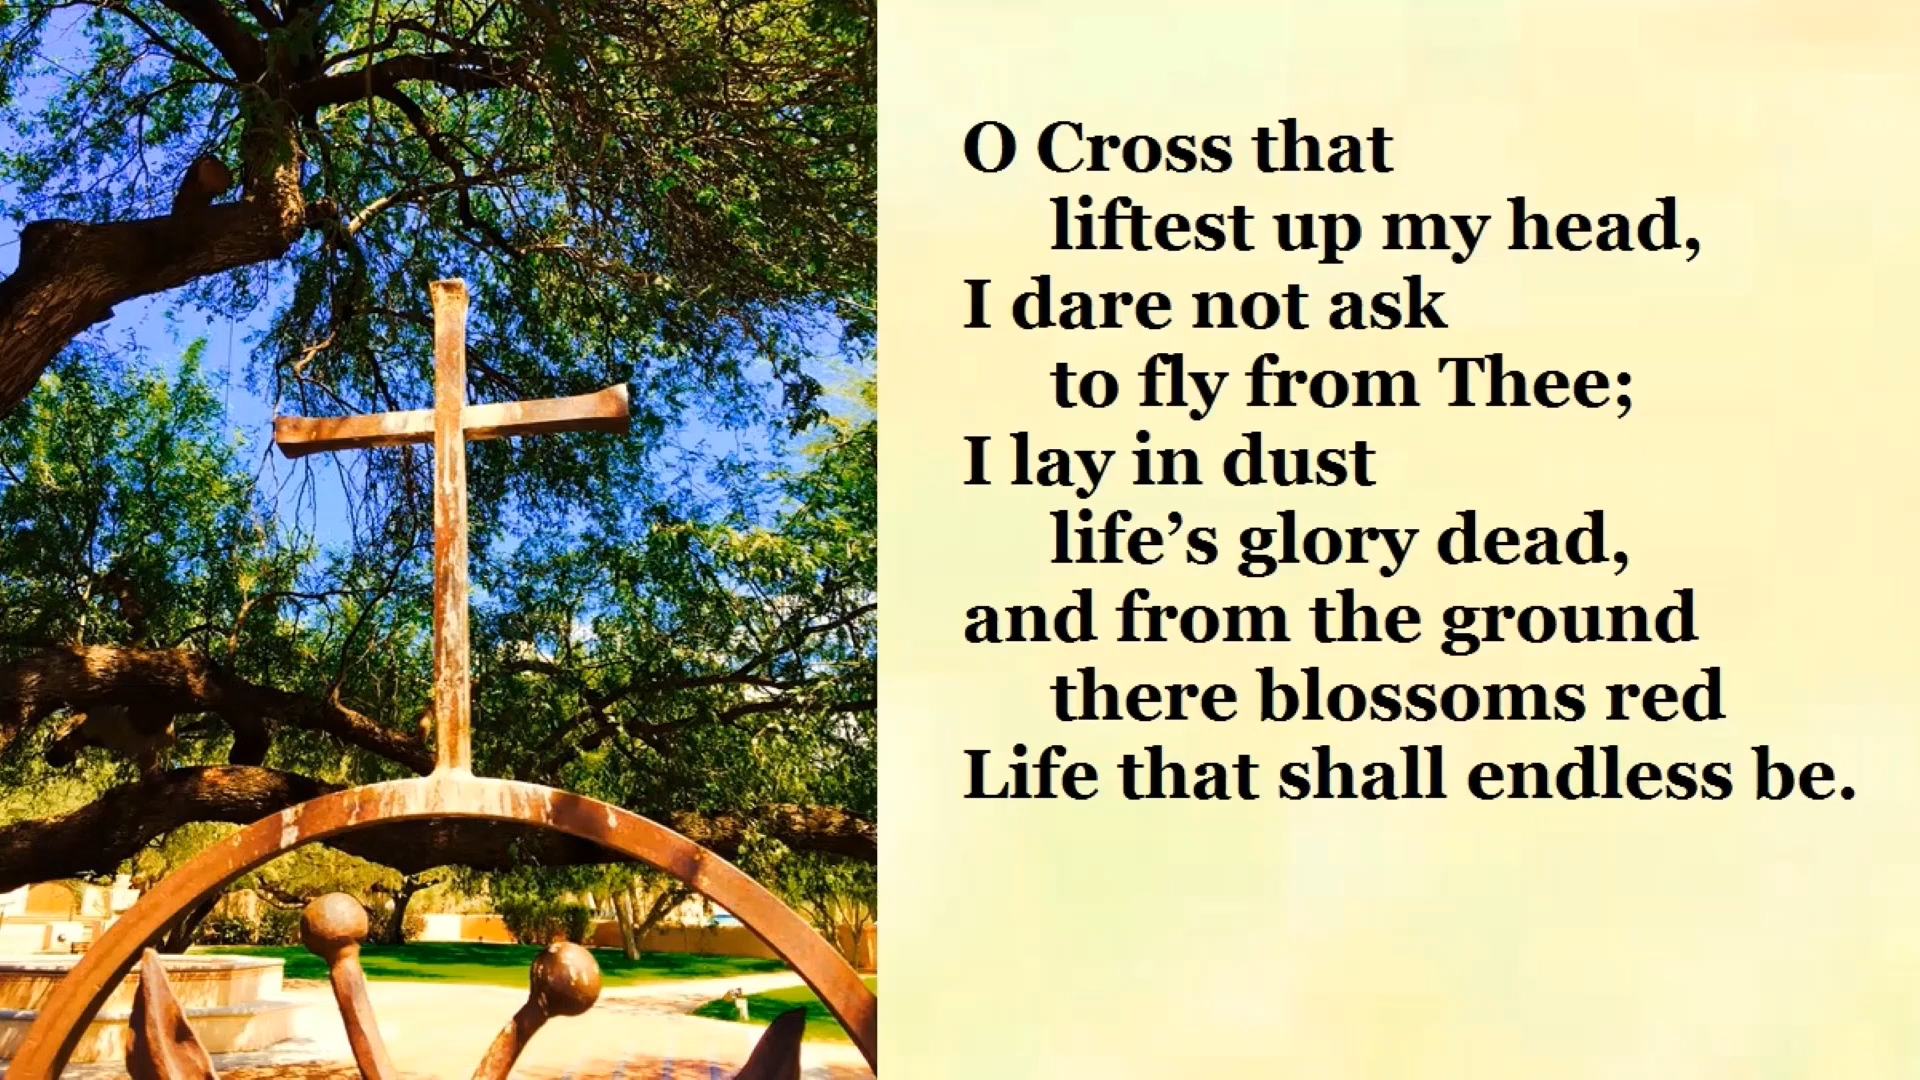 O Cross that
liftest up my head,
I dare not ask
to fly from Thee;
I lay in dust
life’s glory dead,
and from the ground
there blossoms red
Life that shall endless be.